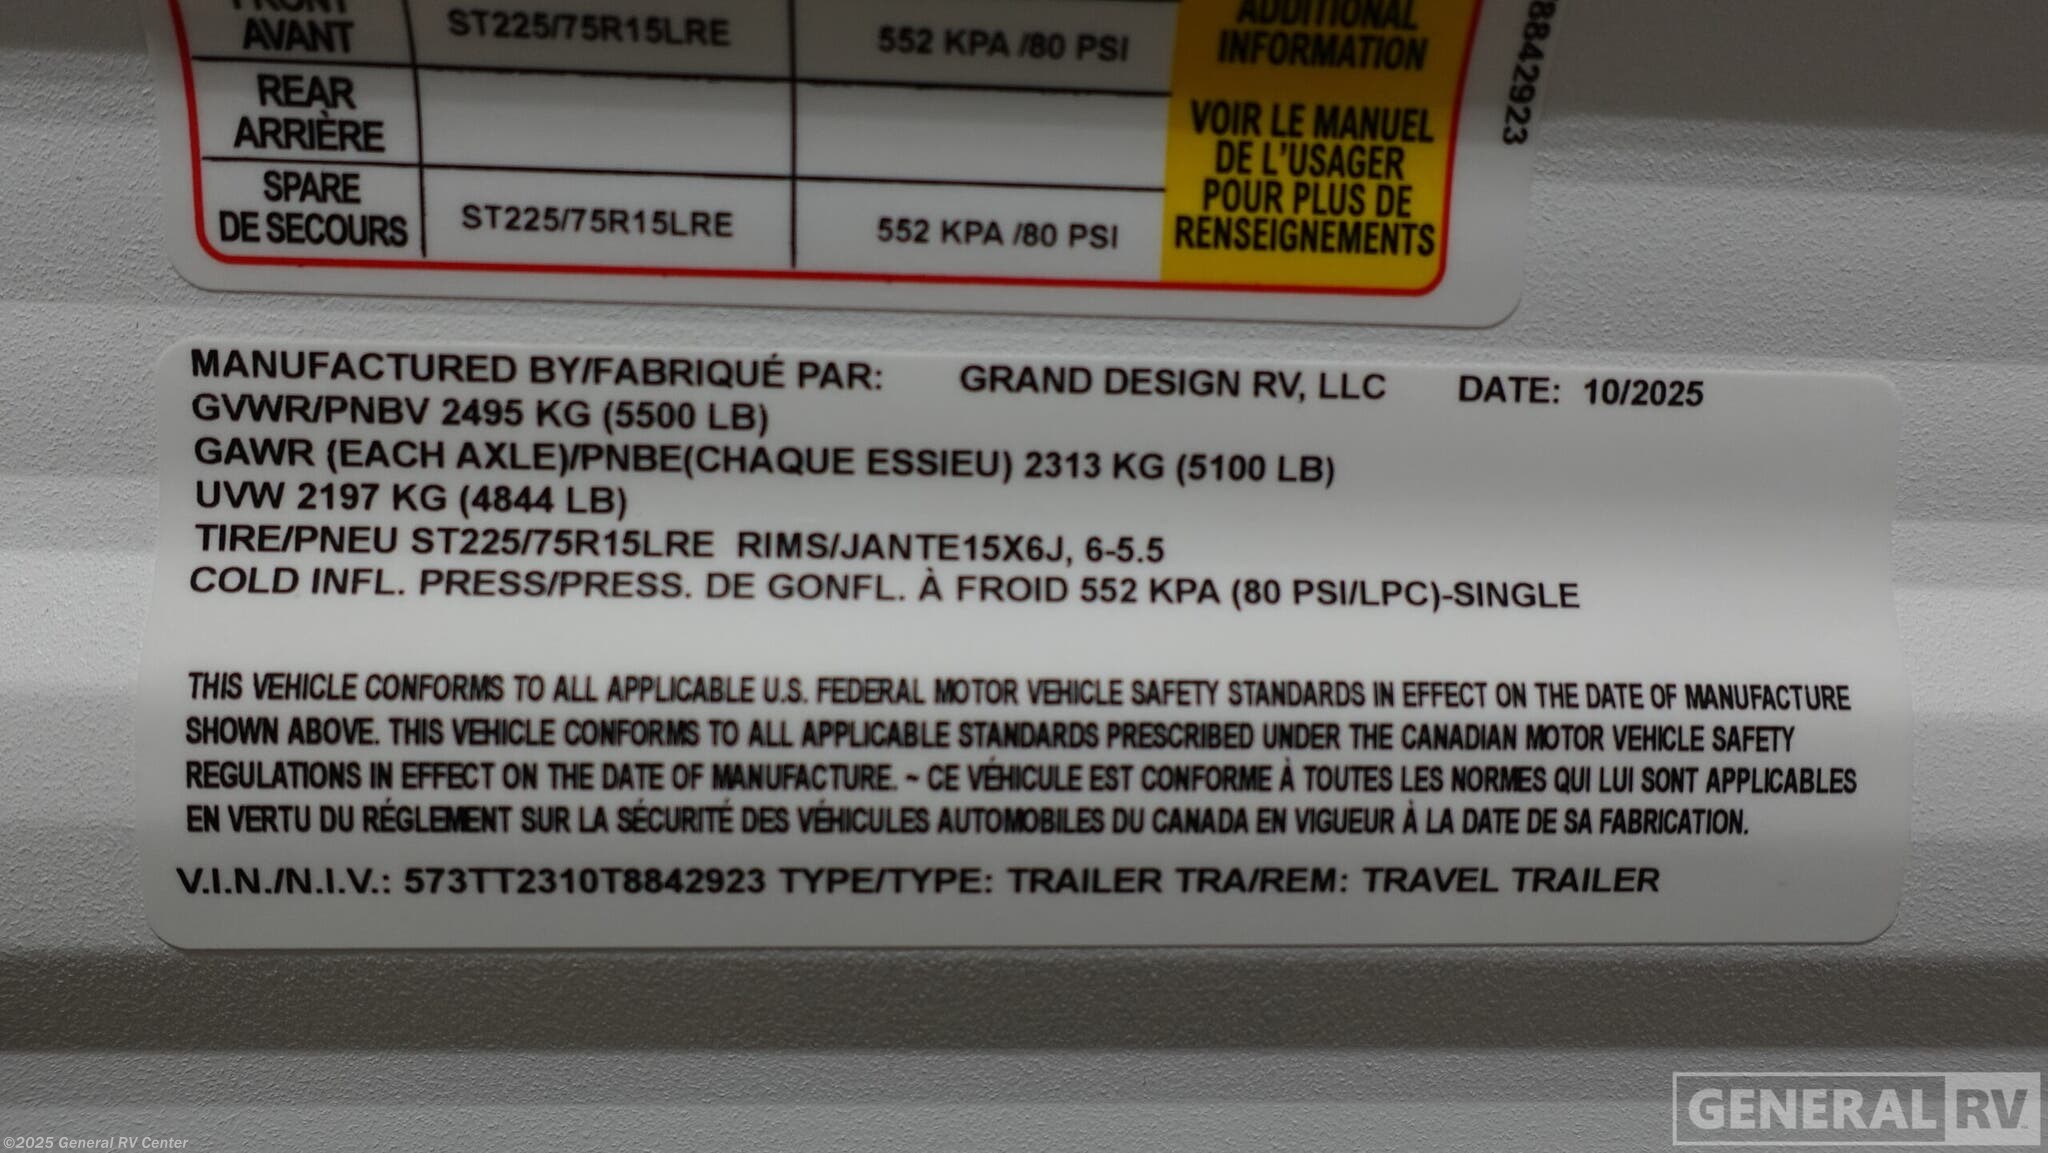 FRONT
AVANT
ST225/75R15LRE
552 KPA /80 PSI
ADDITIONAL
INFORMATION
REAR
ARRIÈRE
SPARE
DE SECOURS
ST225/75R15LRE
552 KPA /80 PSI
VOIR LE MANUEL
DE L'USAGER
POUR PLUS DE
RENSEIGNEMENTS
8842923
MANUFACTURED BY/FABRIQUÉ PAR: GRAND DESIGN RV, LLC DATE: 10/2025
GVWR/PNBV 2495 KG (5500 LB)
GAWR (EACH AXLE)/PNBE(CHAQUE ESSIEU) 2313 KG (5100 LB)
UVW 2197 KG (4844 LB)
TIRE/PNEU ST225/75R15LRE RIMS/JANTE15X6J, 6-5.5
COLD INFL. PRESS/PRESS. DE GONFL. À FROID 552 KPA (80 PSI/LPC)-SINGLE
THIS VEHICLE CONFORMS TO ALL APPLICABLE U.S. FEDERAL MOTOR VEHICLE SAFETY STANDARDS IN EFFECT ON THE DATE OF MANUFACTURE
SHOWN ABOVE. THIS VEHICLE CONFORMS TO ALL APPLICABLE STANDARDS PRESCRIBED UNDER THE CANADIAN MOTOR VEHICLE SAFETY
REGULATIONS IN EFFECT ON THE DATE OF MANUFACTURE. ~ CE VÉHICULE EST CONFORME À TOUTES LES NORMES QUI LUI SONT APPLICABLES
EN VERTU DU RÉGLEMENT SUR LA SÉCURITÉ DES VÉHICULES AUTOMOBILES DU CANADA EN VIGUEUR À LA DATE DE SA FABRICATION.
V.I.N./N.I.V.: 573TT2310T8842923 TYPE/TYPE: TRAILER TRA/REM: TRAVEL TRAILER
GENERAL RV
©2025 General RV Center